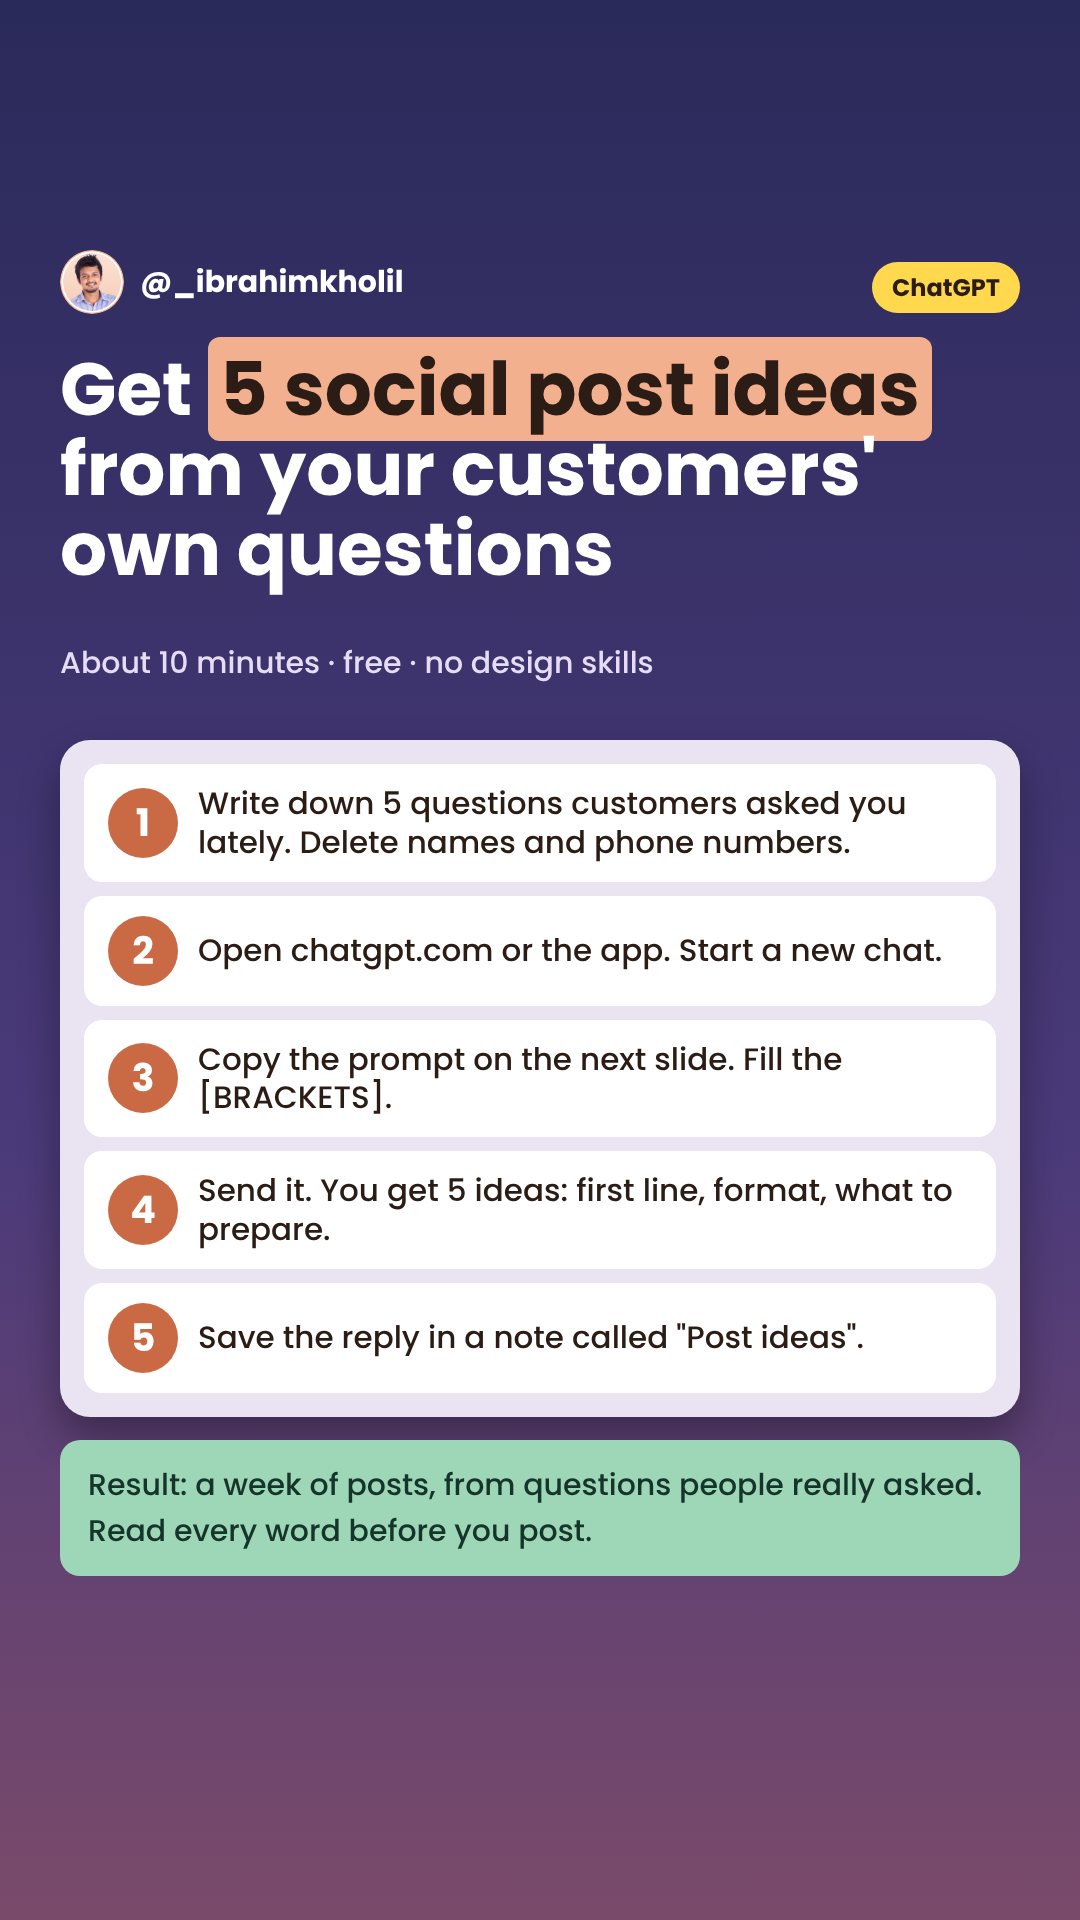 @_ibrahimkholil
ChatGPT
Get 5 social post ideas
from your customers'
own questions
About 10 minutes · free · no design skills
1
Write down 5 questions customers asked you
lately. Delete names and phone numbers.
2
Open chatgpt.com or the app. Start a new chat.
3
Copy the prompt on the next slide. Fill the
[BRACKETS].
4
Send it. You get 5 ideas: first line, format, what to
prepare.
5
Save the reply in a note called "Post ideas".
Result: a week of posts, from questions people really asked.
Read every word before you post.